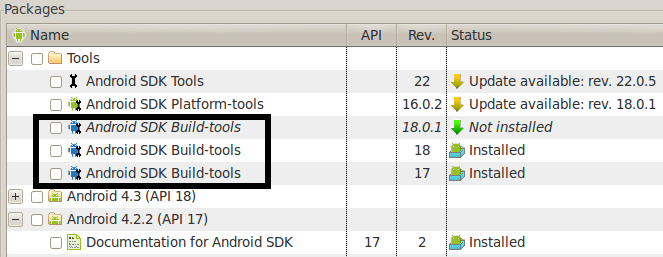 Packages
Name API Rev. Status
Tools
Android SDK Tools 22 Update available: rev. 22.0.5
Android SDK Platform-tools 16.0.2 Update available: rev. 18.0.1
Android SDK Build-tools 18.0.1 Not installed
Android SDK Build-tools 18 Installed
Android SDK Build-tools 17 Installed
Android 4.3 (API 18)
Android 4.2.2 (API 17)
Documentation for Android SDK 17 2 Installed